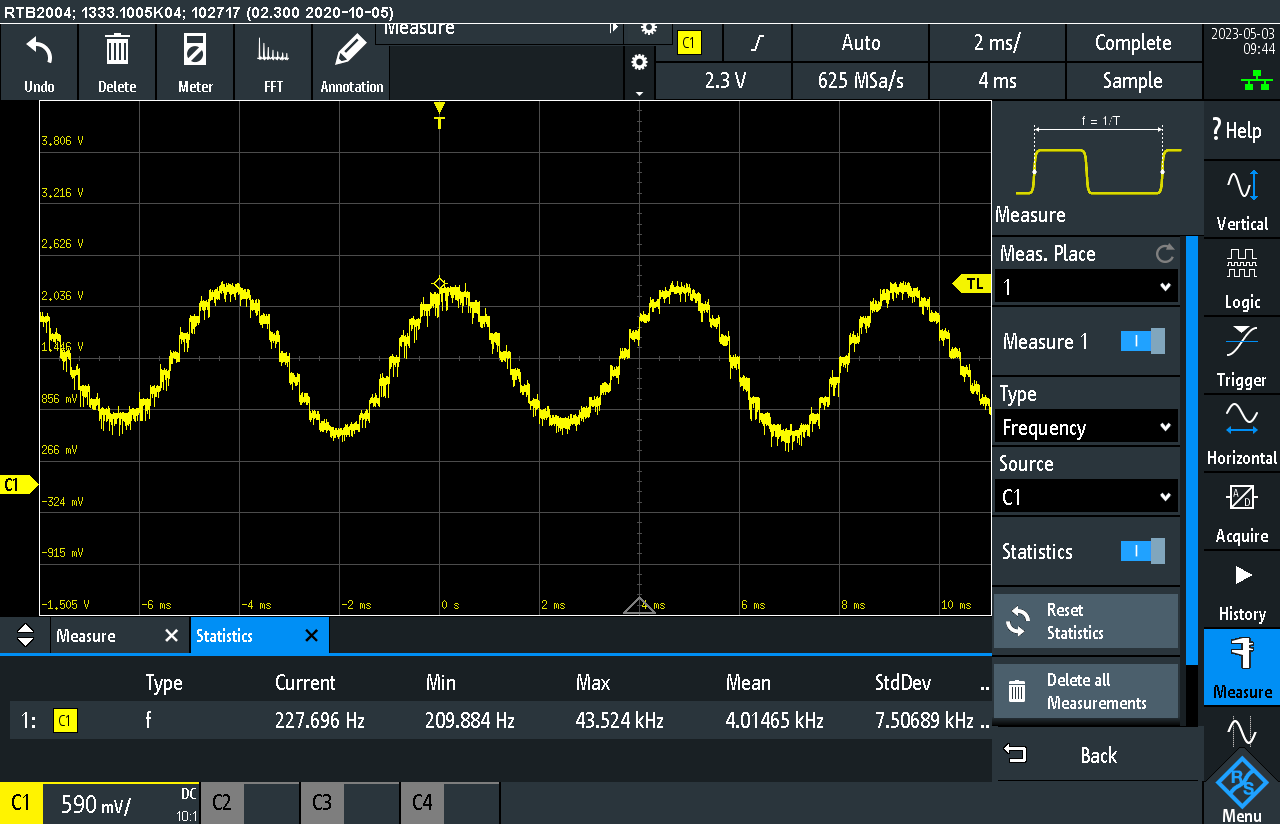 RTB2004; 1333.1005K04; 102717 (02.300 2020-10-05)
Undo
Delete
Meter
FFT
Annotation
Measure
C1
Auto
2 ms/
Complete
2.3 V
625 MSa/s
4 ms
Sample
2023-05-03
09:44
T
3.806 V
3.216 V
2.626 V
2.036 V
1.446 V
856 mV
266 mV
-324 mV
-915 mV
-1.505 V
-6 ms
-4 ms
-2 ms
0 s
2 ms
4 ms
6 ms
8 ms
10 ms
TL
C1
f = 1/T
Measure
Meas. Place
1
Measure 1
Type
Frequency
Source
C1
Statistics
Reset
Statistics
Delete all
Measurements
Back
? Help
Vertical
Logic
Trigger
Horizontal
A/D
Acquire
History
Measure
R&S
Menu
Measure
Statistics
Type Current Min Max Mean StdDev ..
1: C1 f 227.696 Hz 209.884 Hz 43.524 kHz 4.01465 kHz 7.50689 kHz ..
C1 590 mV/ DC
10:1
C2
C3
C4